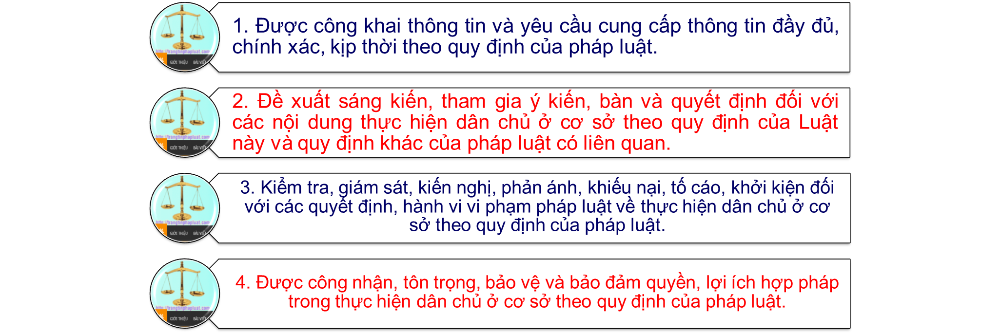 http://trangtinphapluat.com
GIỚI THIỆU BÀI VIẾT
1. Được công khai thông tin và yêu cầu cung cấp thông tin đầy đủ,
chính xác, kịp thời theo quy định của pháp luật.
http://trangtinphapluat.com
GIỚI THIỆU BÀI VIẾT
2. Đề xuất sáng kiến, tham gia ý kiến, bàn và quyết định đối với
các nội dung thực hiện dân chủ ở cơ sở theo quy định của Luật
này và quy định khác của pháp luật có liên quan.
http://trangtinphapluat.com
GIỚI THIỆU BÀI VIẾT
3. Kiểm tra, giám sát, kiến nghị, phản ánh, khiếu nại, tố cáo, khởi kiện đối
với các quyết định, hành vi vi phạm pháp luật về thực hiện dân chủ ở cơ
sở theo quy định của pháp luật.
http://trangtinphapluat.com
GIỚI THIỆU BÀI VIẾT
4. Được công nhận, tôn trọng, bảo vệ và bảo đảm quyền, lợi ích hợp pháp
trong thực hiện dân chủ ở cơ sở theo quy định của pháp luật.